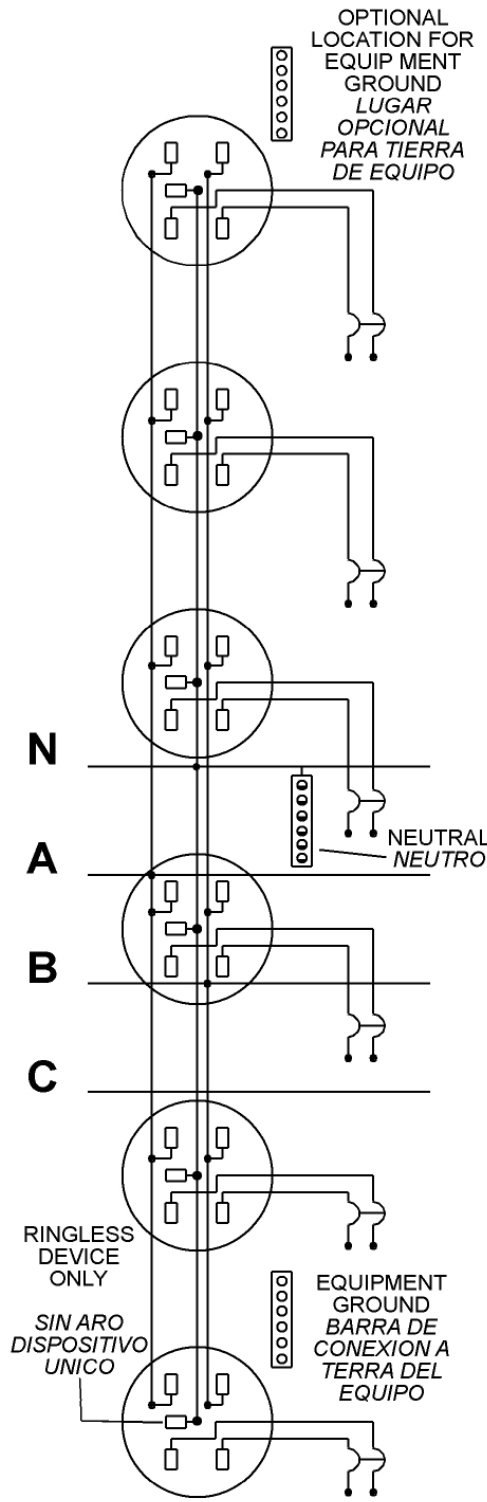 OPTIONAL
LOCATION FOR
EQUIP MENT
GROUND
LUGAR
OPCIONAL
PARA TIERRA
DE EQUIPO
N
NEUTRAL
NEUTRO
A
B
C
RINGLESS
DEVICE
ONLY
SIN ARO
DISPOSITIVO
UNICO
EQUIPMENT
GROUND
BARRA DE
CONEXION A
TERRA DEL
EQUIPO